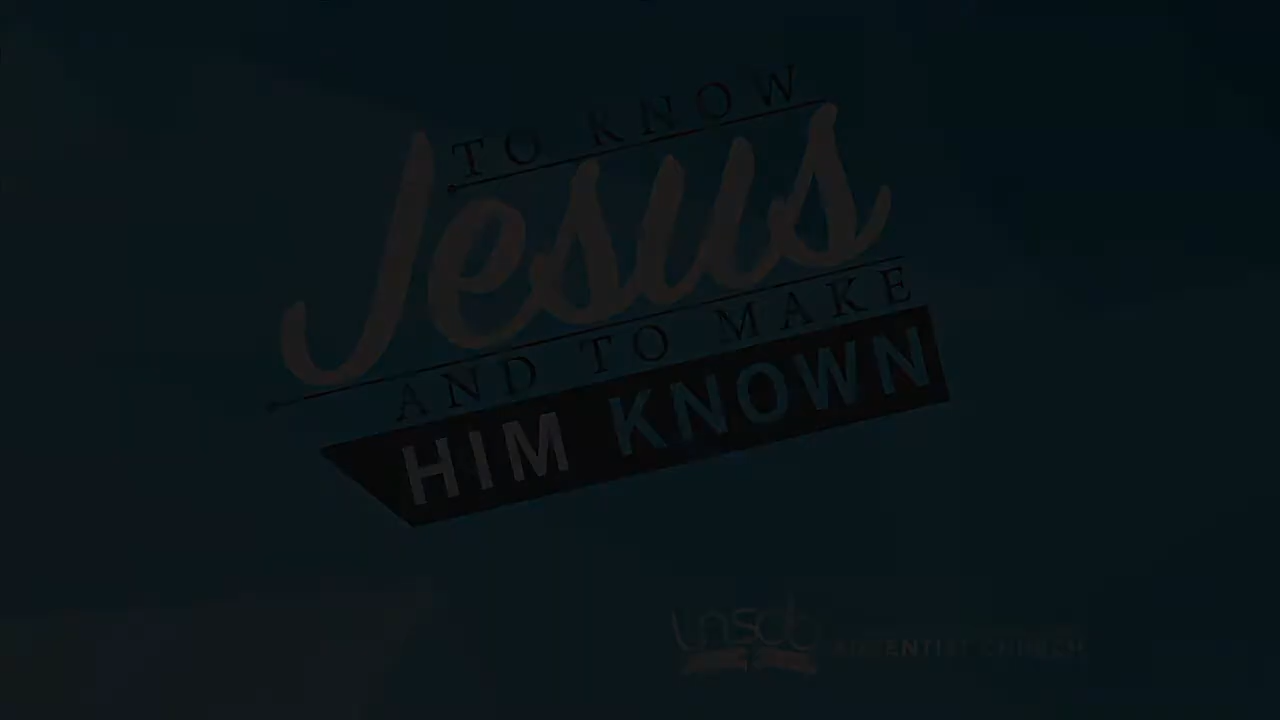 TO KNOW
Jesus
AND TO MAKE
HIM KNOWN
ADVENTIST CHURCH